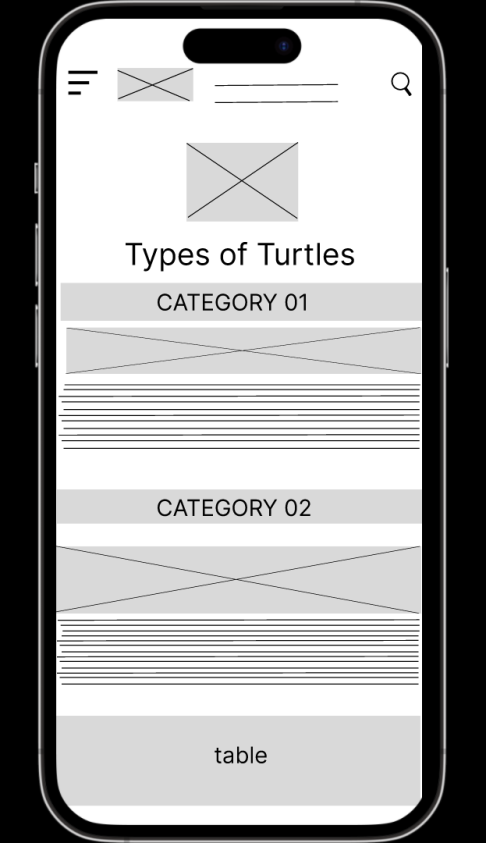 Types of Turtles
CATEGORY 01
CATEGORY 02
table